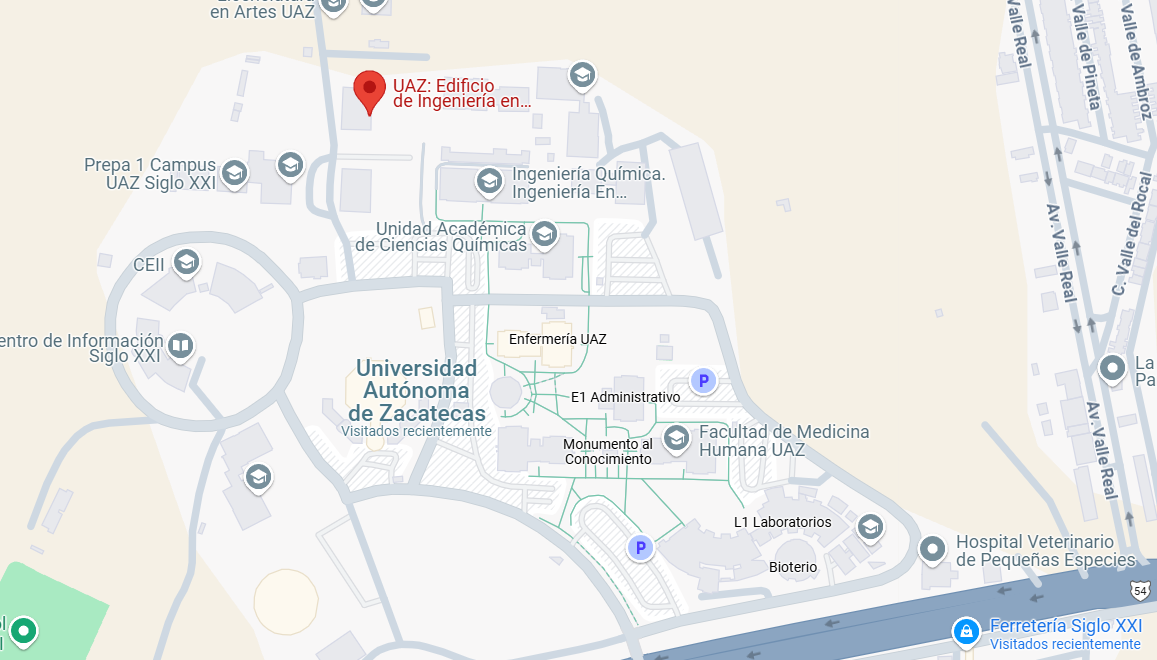 en Artes UAZ
Valle Real
Valle de Pineta
Valle de Ambroz
UAZ: Edificio
de Ingeniería en...
Prepa 1 Campus
UAZ Siglo XXI
Ingeniería Química.
Ingeniería En...
Unidad Académica
de Ciencias Químicas
CEII
Av. Valle Real
C. Valle del Rocal
entro de Información
Siglo XXI
Enfermería UAZ
Universidad
Autónoma
de Zacatecas
Visitados recientemente
P
E1 Administrativo
La
Pa
Monumento al
Conocimiento
Facultad de Medicina
Humana UAZ
Av. Valle Real
L1 Laboratorios
P
Bioterio
Hospital Veterinario
de Pequeñas Especies
54
Ferretería Siglo XXI
Visitados recientemente